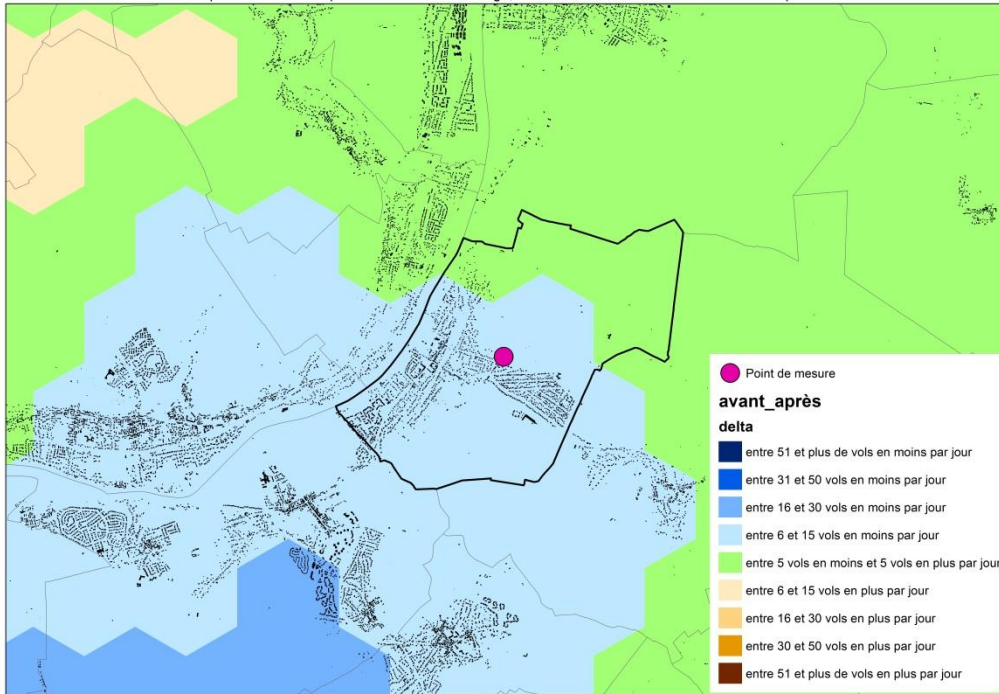 Point de mesure
avant_après
delta
entre 51 et plus de vols en moins par jour
entre 31 et 50 vols en moins par jour
entre 16 et 30 vols en moins par jour
entre 6 et 15 vols en moins par jour
entre 5 vols en moins et 5 vols en plus par jour
entre 6 et 15 vols en plus par jour
entre 16 et 30 vols en plus par jour
entre 30 et 50 vols en plus par jour
entre 51 et plus de vols en plus par jour